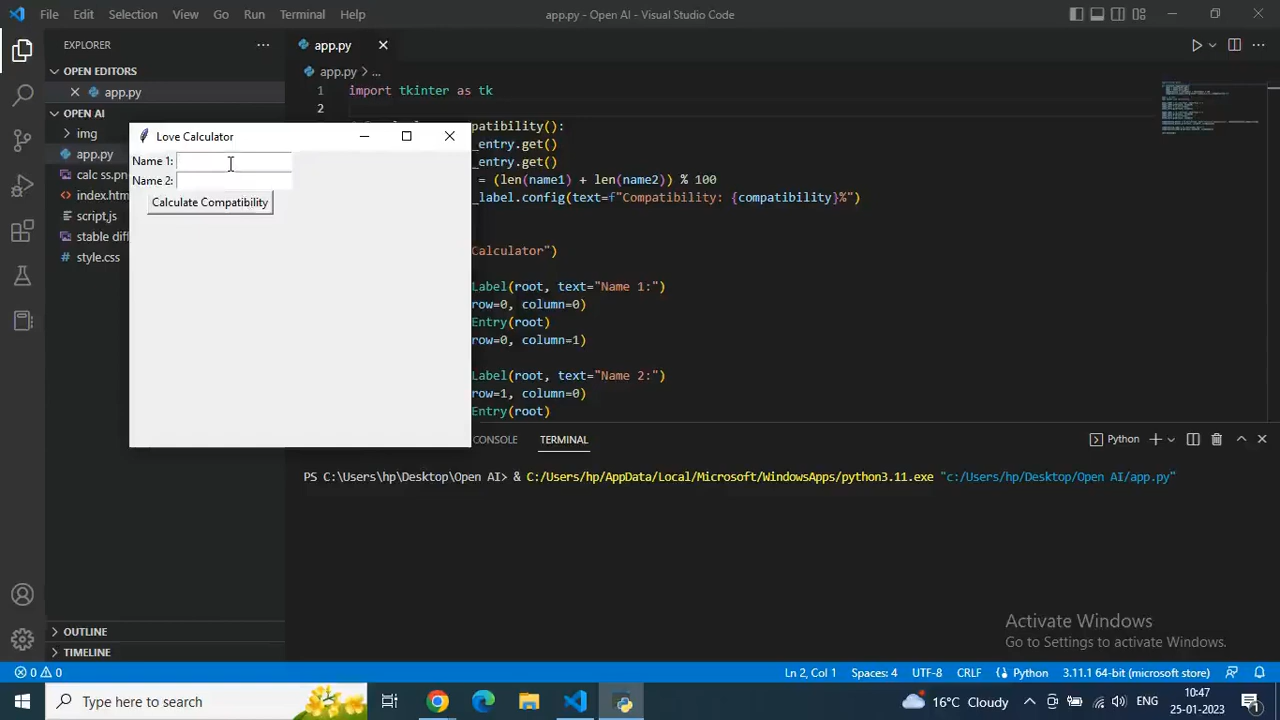 File Edit Selection View Go Run Terminal Help
app.py - Open AI - Visual Studio Code
EXPLORER
OPEN EDITORS
app.py
OPEN AI
img
app.py
calc ss.pn
index.htm
script.js
stable diff
style.css
OUTLINE
TIMELINE
app.py
app.py > ...
1 import tkinter as tk
2
patibility():
_entry.get()
_entry.get()
= (len(name1) + len(name2)) % 100
_label.config(text=f"Compatibility: {compatibility}%")
Calculator")
Label(root, text="Name 1:")
row=0, column=0)
Entry(root)
row=0, column=1)
Label(root, text="Name 2:")
row=1, column=0)
Entry(root)
Love Calculator
Name 1:
Name 2:
Calculate Compatibility
CONSOLE TERMINAL
Python
PS C:\Users\hp\Desktop\Open AI> & C:/Users/hp/AppData/Local/Microsoft/WindowsApps/python3.11.exe "c:/Users/hp/Desktop/Open AI/app.py"
Activate Windows
Go to Settings to activate Windows.
0 0
Ln 2, Col 1 Spaces: 4 UTF-8 CRLF Python 3.11.1 64-bit (microsoft store)
Type here to search
16°C Cloudy
ENG
10:47
25-01-2023
1